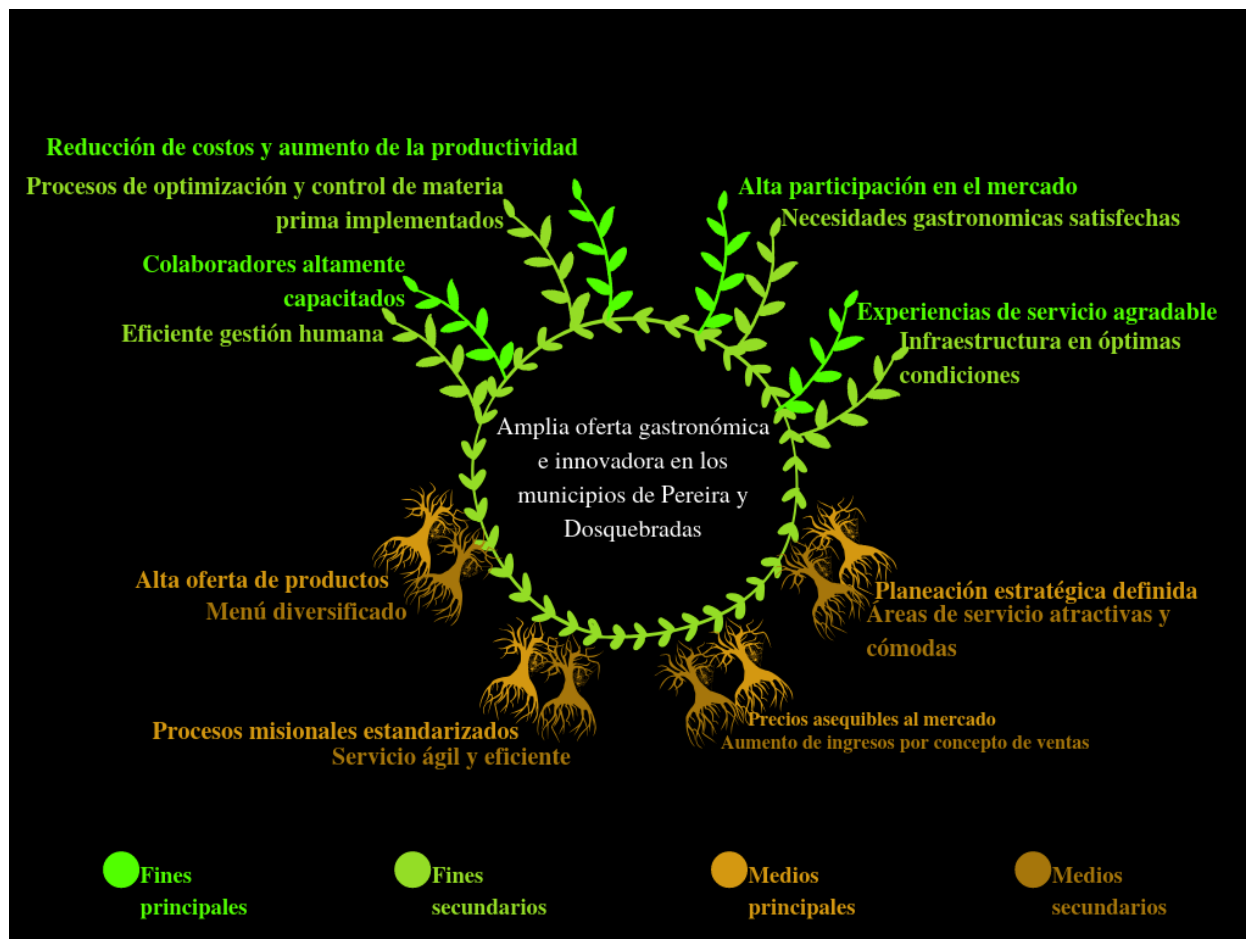 Reducción de costos y aumento de la productividad
Procesos de optimización y control de materia
prima implementados
Colaboradores altamente
capacitados
Eficiente gestión humana
Alta participación en el mercado
Necesidades gastronomicas satisfechas
Experiencias de servicio agradable
Infraestructura en óptimas
condiciones
Amplia oferta gastronómica
e innovadora en los
municipios de Pereira y
Dosquebradas
Alta oferta de productos
Menú diversificado
Planeación estratégica definida
Áreas de servicio atractivas y
cómodas
Procesos misionales estandarizados
Servicio ágil y eficiente
Precios asequibles al mercado
Aumento de ingresos por concepto de ventas
Fines
principales
Fines
secundarios
Medios
principales
Medios
secundarios